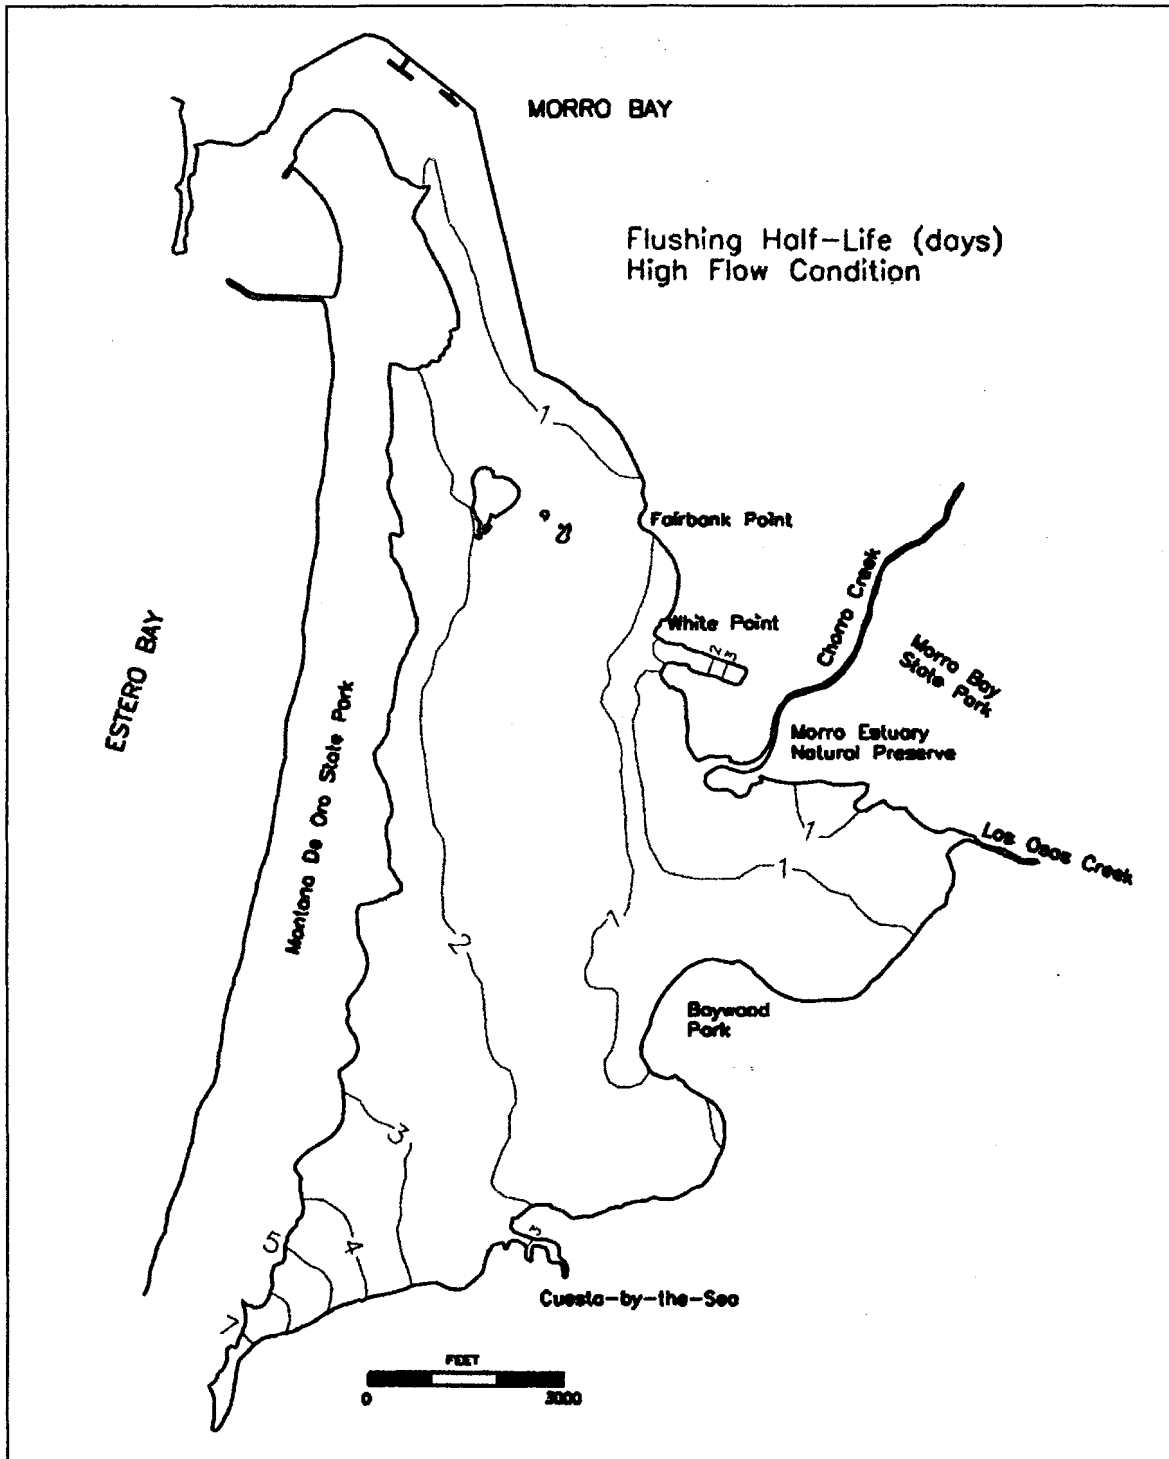 MORRO BAY
Flushing Half-Life (days)
High Flow Condition
1
Fairbank Point
Chorro Creek
White Point
2
3
Morro Bay
State Park
ESTERO BAY
Montana De Oro State Park
Morro Estuary
Natural Preserve
1
Los Osos Creek
1
1
2
Baywood
Park
3
3
5
4
Cuesta-by-the-Sea
7
FEET
0
3000